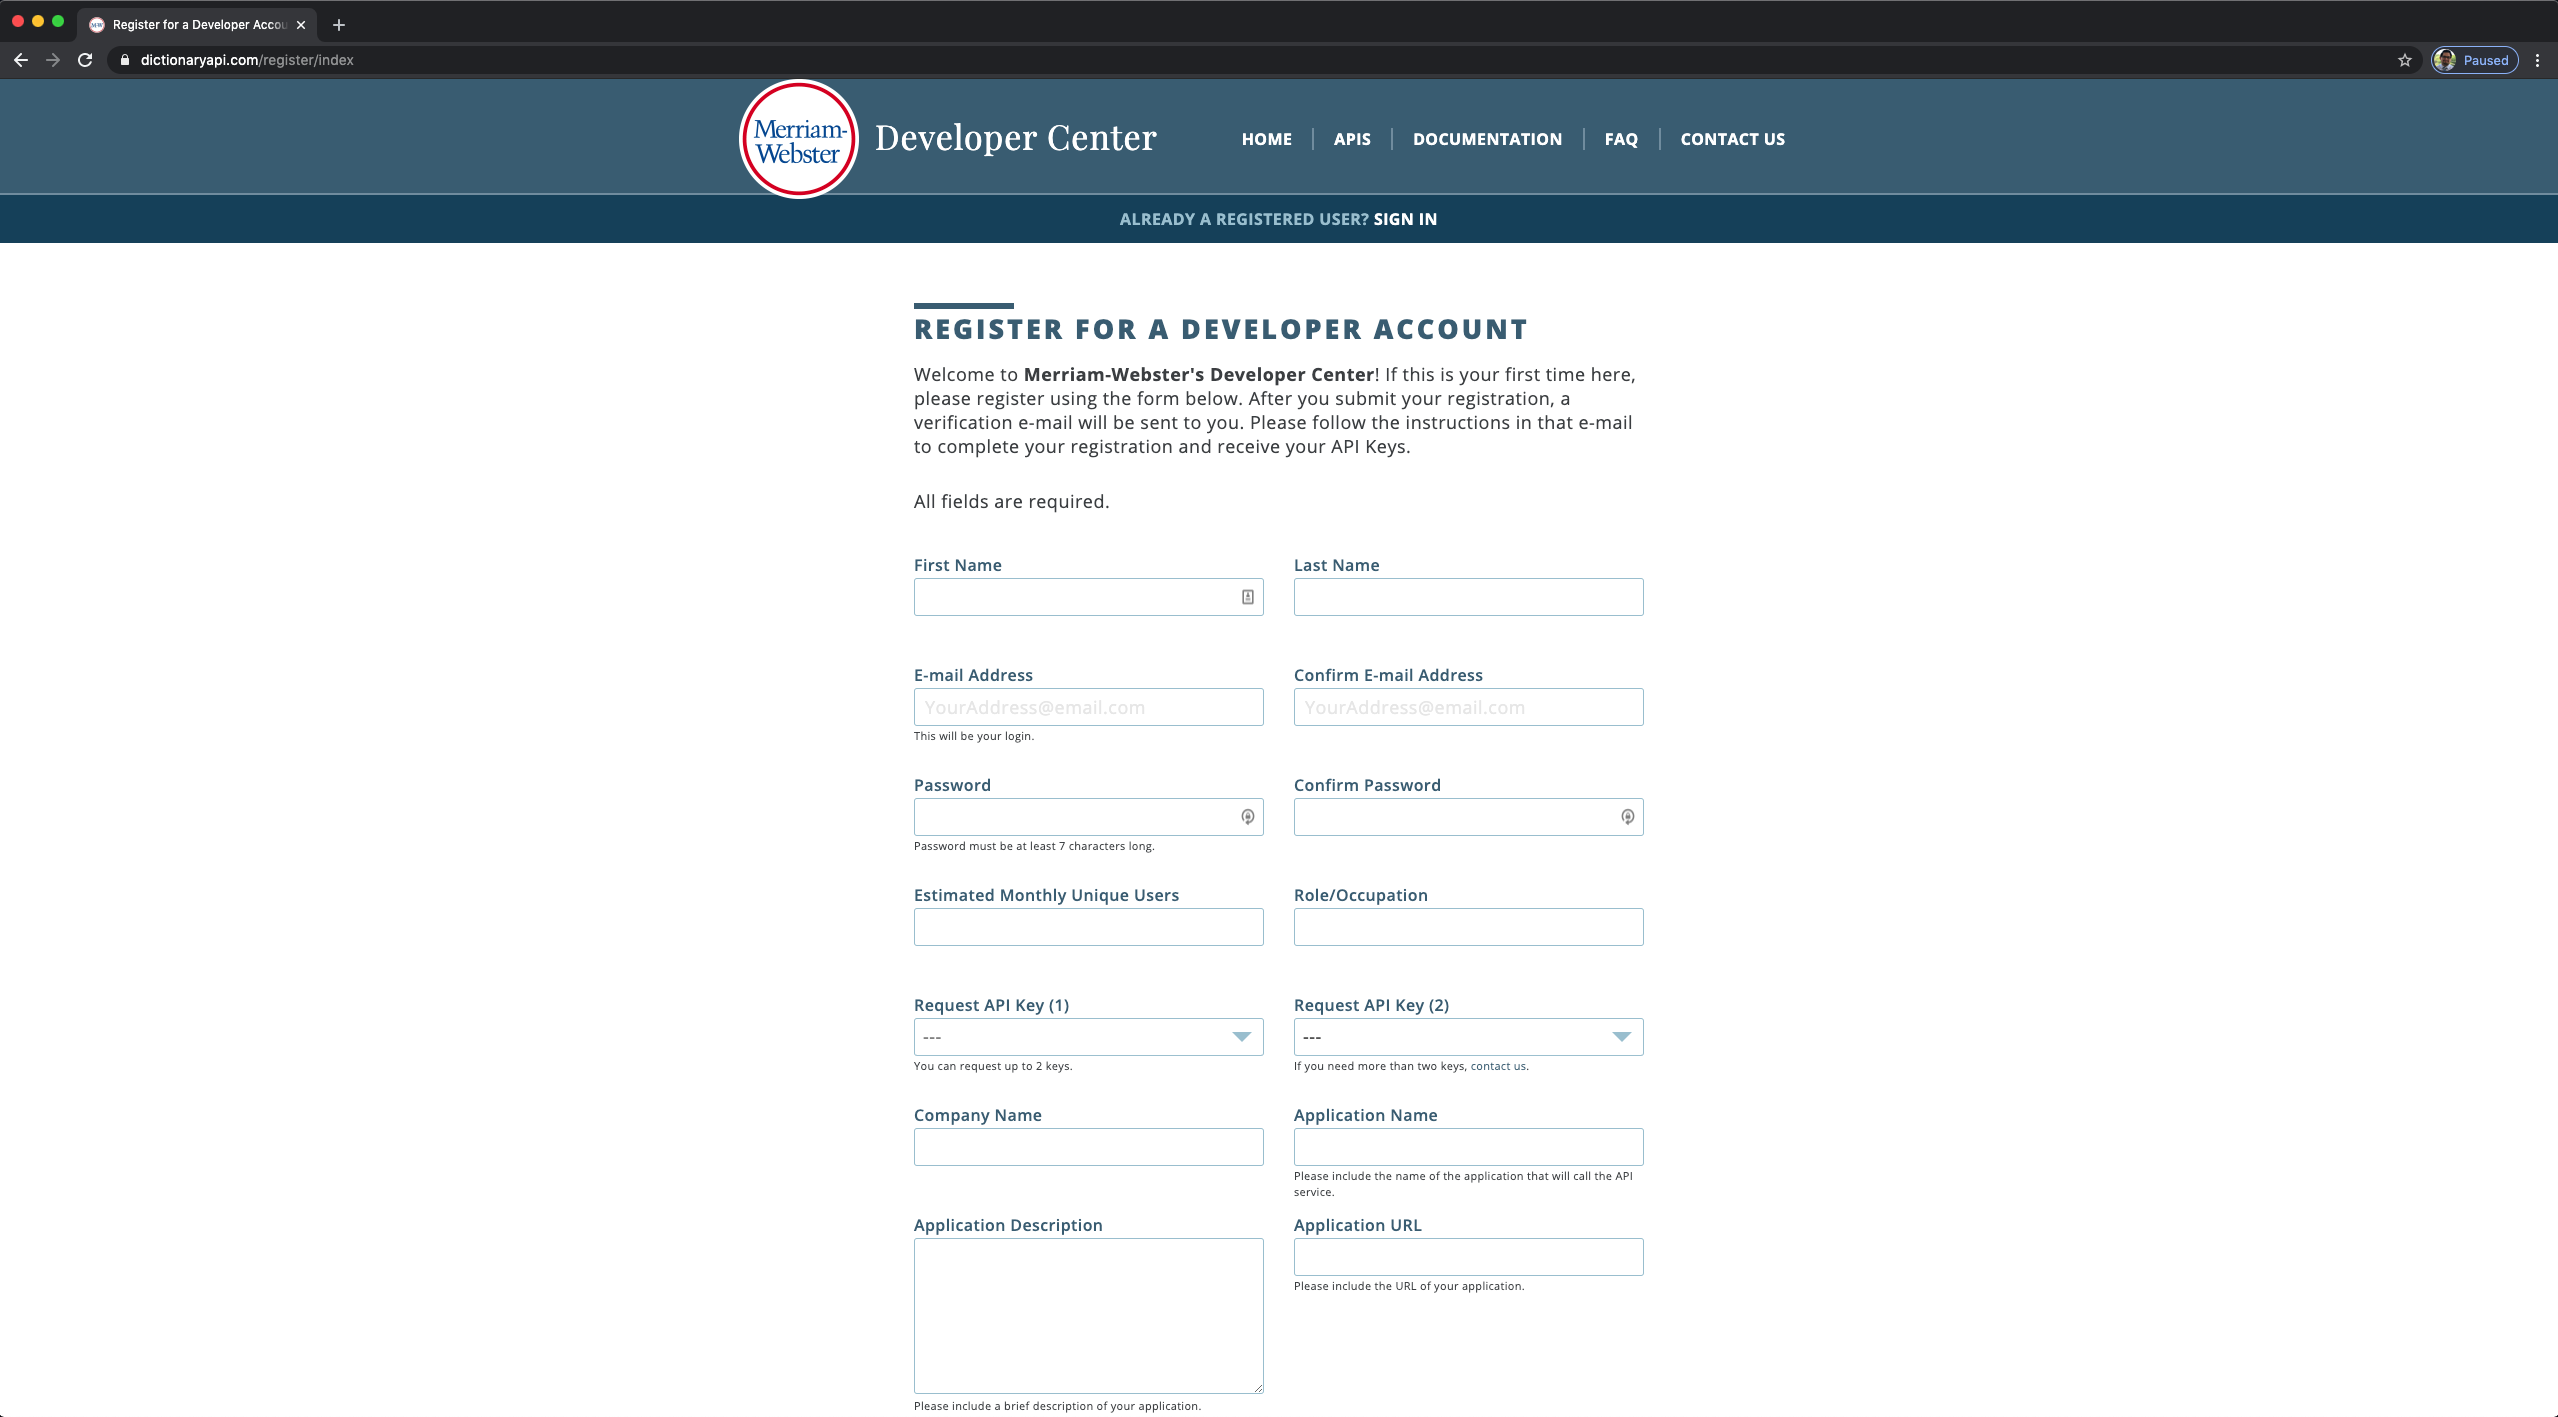 Register for a Developer Accou
dictionaryapi.com/register/index
Paused
Merriam-
Webster
Developer Center
HOME
APIS
DOCUMENTATION
FAQ
CONTACT US
ALREADY A REGISTERED USER? SIGN IN
REGISTER FOR A DEVELOPER ACCOUNT
Welcome to Merriam-Webster's Developer Center! If this is your first time here,
please register using the form below. After you submit your registration, a
verification e-mail will be sent to you. Please follow the instructions in that e-mail
to complete your registration and receive your API Keys.
All fields are required.
First Name
Last Name
E-mail Address
Confirm E-mail Address
YourAddress@email.com
YourAddress@email.com
This will be your login.
Password
Confirm Password
Password must be at least 7 characters long.
Estimated Monthly Unique Users
Role/Occupation
Request API Key (1)
Request API Key (2)
---
---
You can request up to 2 keys.
If you need more than two keys, contact us.
Company Name
Application Name
Please include the name of the application that will call the API
service.
Application Description
Application URL
Please include the URL of your application.
Please include a brief description of your application.